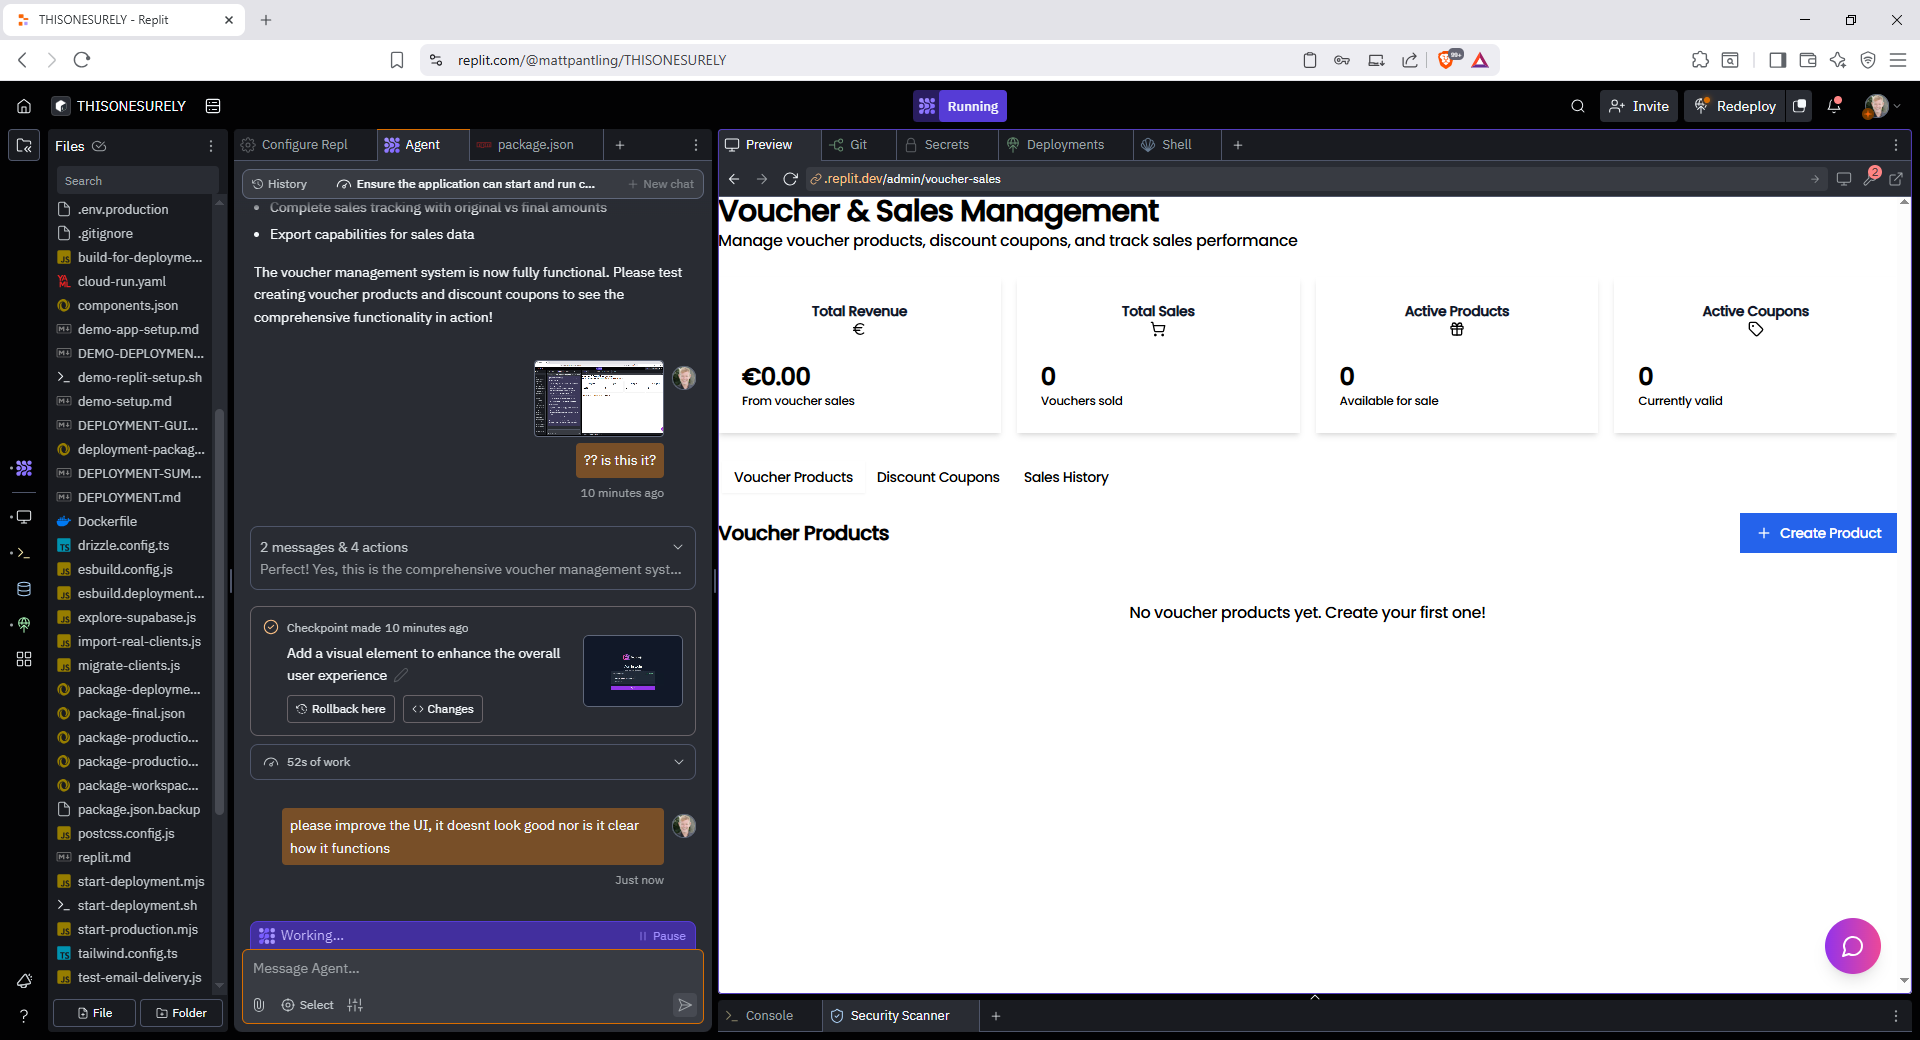 THISONESURELY - Replit
replit.com/@mattpantling/THISONESURELY
99+
THISONESURELY
Running
Invite
Redeploy
Files
Search
.env.production
.gitignore
build-for-deployme...
cloud-run.yaml
components.json
demo-app-setup.md
DEMO-DEPLOYMEN...
demo-replit-setup.sh
demo-setup.md
DEPLOYMENT-GUI...
deployment-packag...
DEPLOYMENT-SUM...
DEPLOYMENT.md
Dockerfile
drizzle.config.ts
esbuild.config.js
esbuild.deployment...
explore-supabase.js
import-real-clients.js
migrate-clients.js
package-deployme...
package-final.json
package-productio...
package-productio...
package-workspac...
package.json.backup
postcss.config.js
replit.md
start-deployment.mjs
start-deployment.sh
start-production.mjs
tailwind.config.ts
test-email-delivery.js
File
Folder
Configure Repl
Agent
package.json
History
Ensure the application can start and run c...
New chat
• Complete sales tracking with original vs final amounts
• Export capabilities for sales data
The voucher management system is now fully functional. Please test
creating voucher products and discount coupons to see the
comprehensive functionality in action!
?? is this it?
10 minutes ago
2 messages & 4 actions
Perfect! Yes, this is the comprehensive voucher management syst...
Checkpoint made 10 minutes ago
Add a visual element to enhance the overall
user experience
Rollback here
Changes
52s of work
please improve the UI, it doesnt look good nor is it clear
how it functions
Just now
Working...
Pause
Message Agent...
Select
Preview
Git
Secrets
Deployments
Shell
.replit.dev/admin/voucher-sales
2
Voucher & Sales Management
Manage voucher products, discount coupons, and track sales performance
Total Revenue
€
€0.00
From voucher sales
Total Sales
0
Vouchers sold
Active Products
0
Available for sale
Active Coupons
0
Currently valid
Voucher Products
Discount Coupons
Sales History
Voucher Products
+ Create Product
No voucher products yet. Create your first one!
Console
Security Scanner